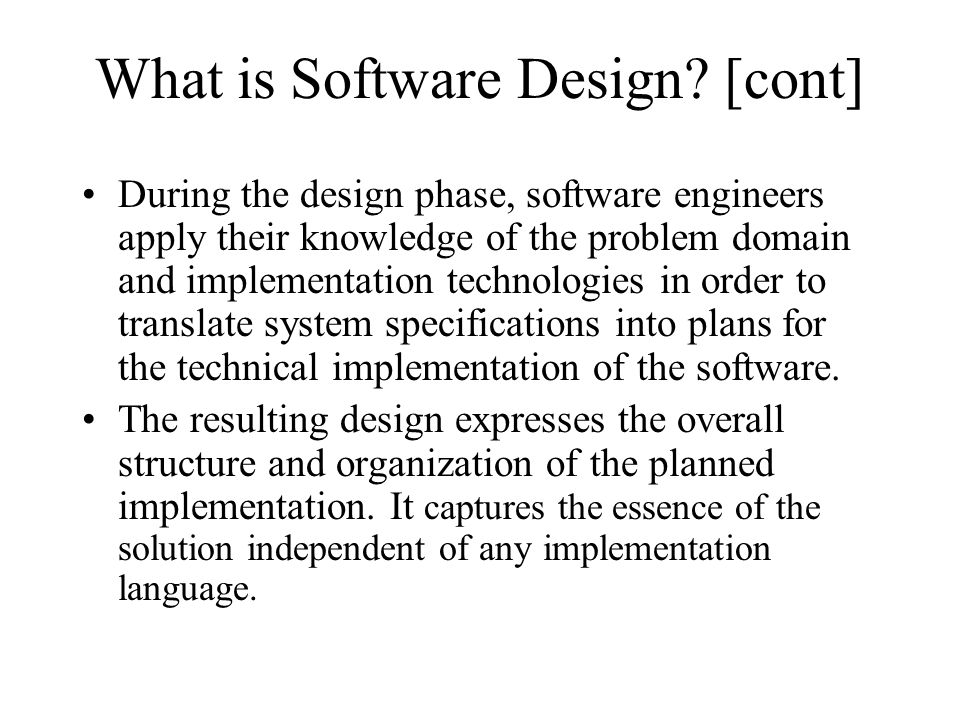 What is Software Design? [cont]
• During the design phase, software engineers
apply their knowledge of the problem domain
and implementation technologies in order to
translate system specifications into plans for
the technical implementation of the software.
• The resulting design expresses the overall
structure and organization of the planned
implementation. It captures the essence of the
solution independent of any implementation
language.